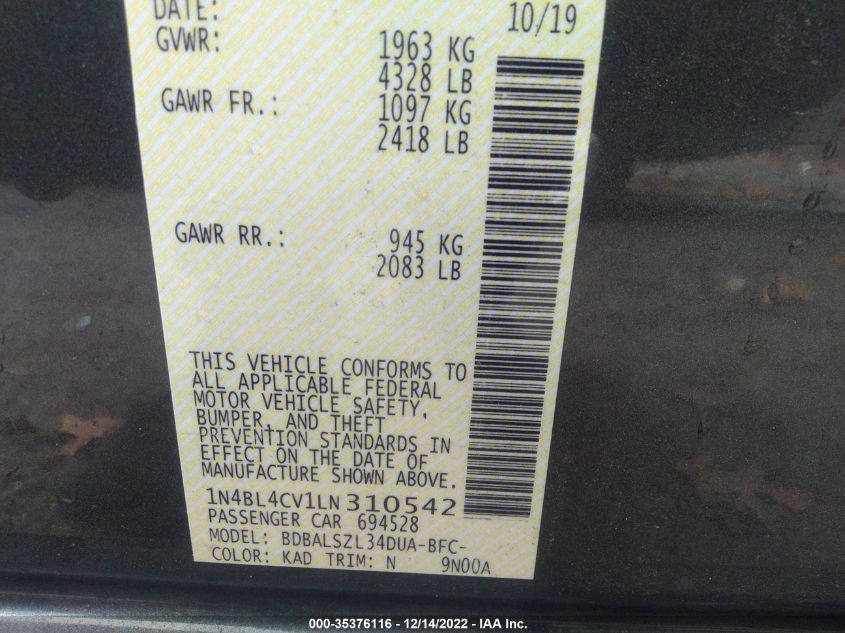 DATE: 10/19
GVWR: 1963 KG
4328 LB
GAWR FR.: 1097 KG
2418 LB
GAWR RR.: 945 KG
2083 LB
THIS VEHICLE CONFORMS TO
ALL APPLICABLE FEDERAL
MOTOR VEHICLE SAFETY,
BUMPER, AND THEFT
PREVENTION STANDARDS IN
EFFECT ON THE DATE OF
MANUFACTURE SHOWN ABOVE.
1N4BL4CV1LN310542
PASSENGER CAR 694528
MODEL: BDBALSZL34DUA-BFC-
COLOR: KAD TRIM: N 9N00A
000-35376116 - 12/14/2022 - IAA Inc.